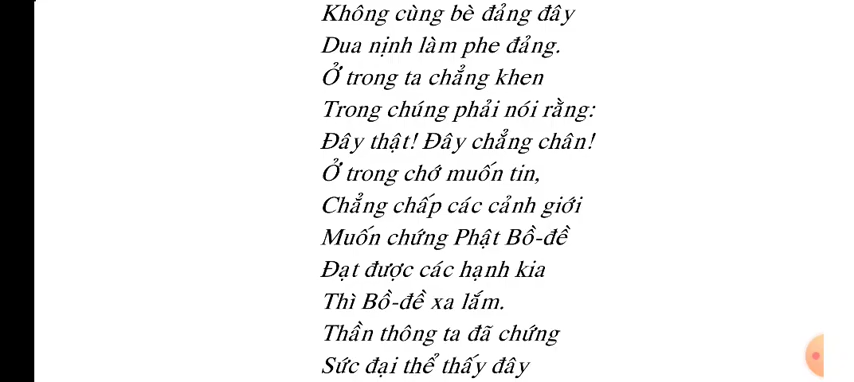 Không cùng bè đảng đây
Dua nịnh làm phe đảng.
Ở trong ta chẳng khen
Trong chúng phải nói rằng:
Đây thật! Đây chẳng chân!
Ở trong chớ muốn tin,
Chẳng chấp các cảnh giới
Muốn chứng Phật Bồ-đề
Đạt được các hạnh kia
Thì Bồ-đề xa lắm.
Thần thông ta đã chứng
Sức đại thể thấy đây